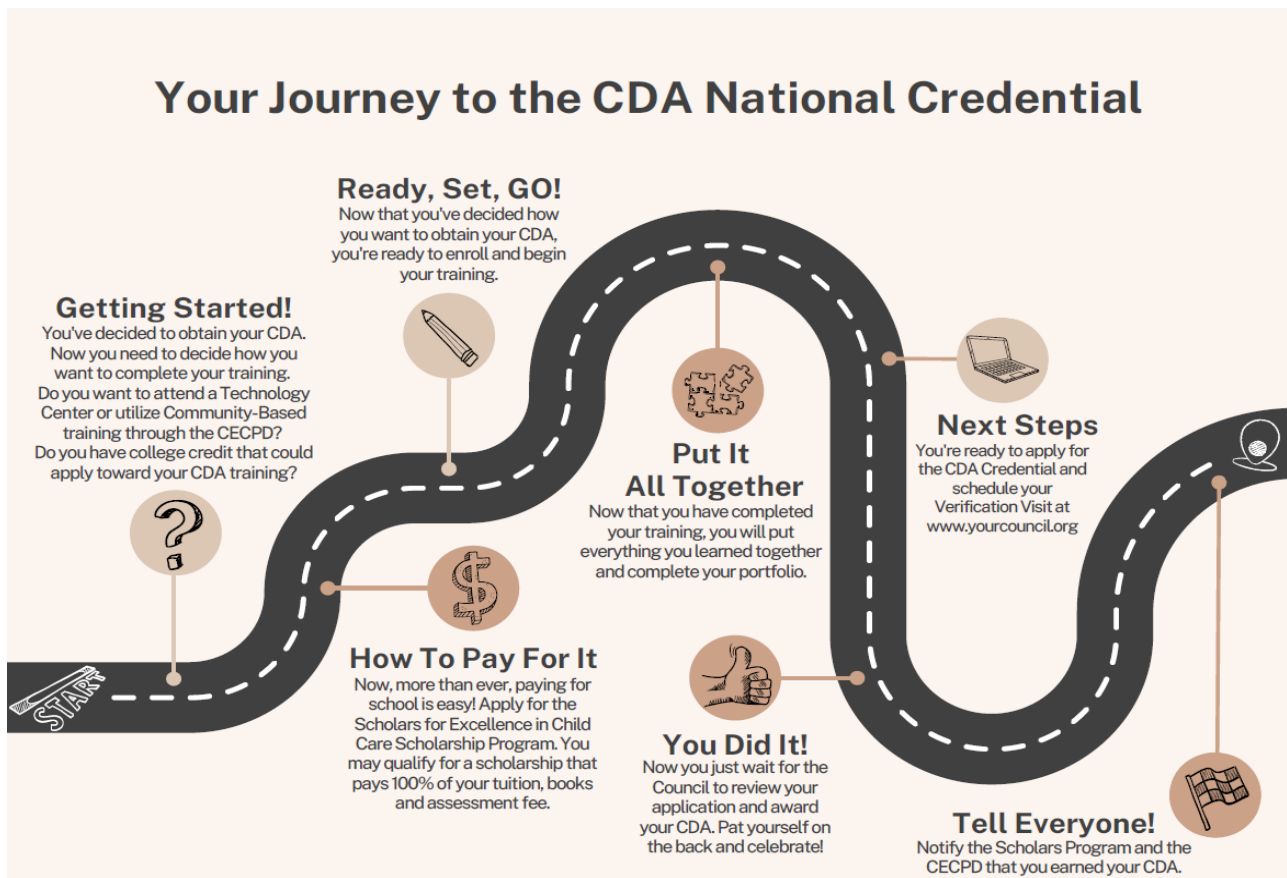 Your Journey to the CDA National Credential
START
Getting Started!
You've decided to obtain your CDA.
Now you need to decide how you
want to complete your training.
Do you want to attend a Technology
Center or utilize Community-Based
training through the CECPD?
Do you have college credit that could
apply toward your CDA training?
How To Pay For It
Now, more than ever, paying for
school is easy! Apply for the
Scholars for Excellence in Child
Care Scholarship Program. You
may qualify for a scholarship that
pays 100% of your tuition, books
and assessment fee.
Ready, Set, GO!
Now that you've decided how
you want to obtain your CDA,
you're ready to enroll and begin
your training.
Put It
All Together
Now that you have completed
your training, you will put
everything you learned together
and complete your portfolio.
Next Steps
You're ready to apply for
the CDA Credential and
schedule your
Verification Visit at
www.yourcouncil.org
You Did It!
Now you just wait for the
Council to review your
application and award
your CDA. Pat yourself on
the back and celebrate!
Tell Everyone!
Notify the Scholars Program and the
CECPD that you earned your CDA.